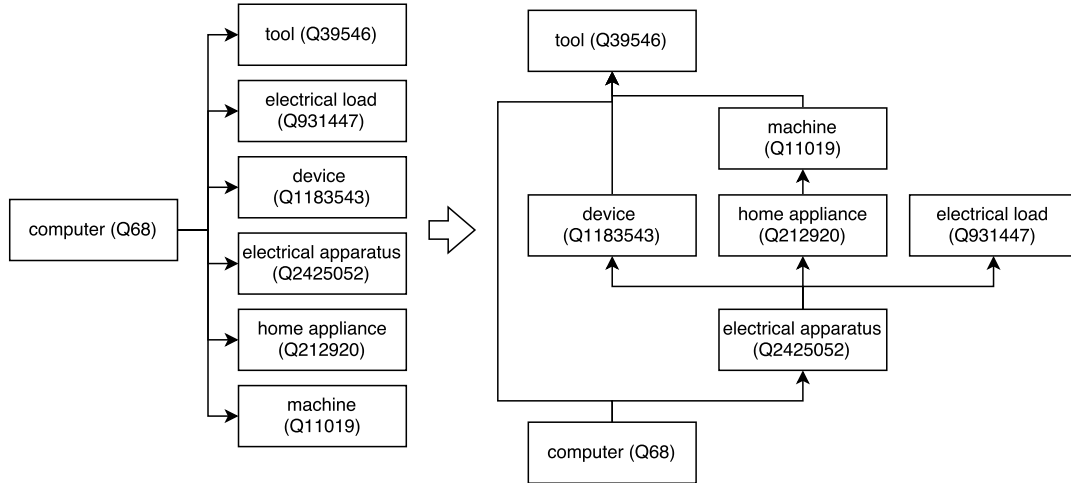 tool (Q39546)
electrical load
(Q931447)
device
(Q1183543)
computer (Q68)
electrical apparatus
(Q2425052)
home appliance
(Q212920)
machine
(Q11019)
tool (Q39546)
machine
(Q11019)
device
(Q1183543)
home appliance
(Q212920)
electrical load
(Q931447)
electrical apparatus
(Q2425052)
computer (Q68)